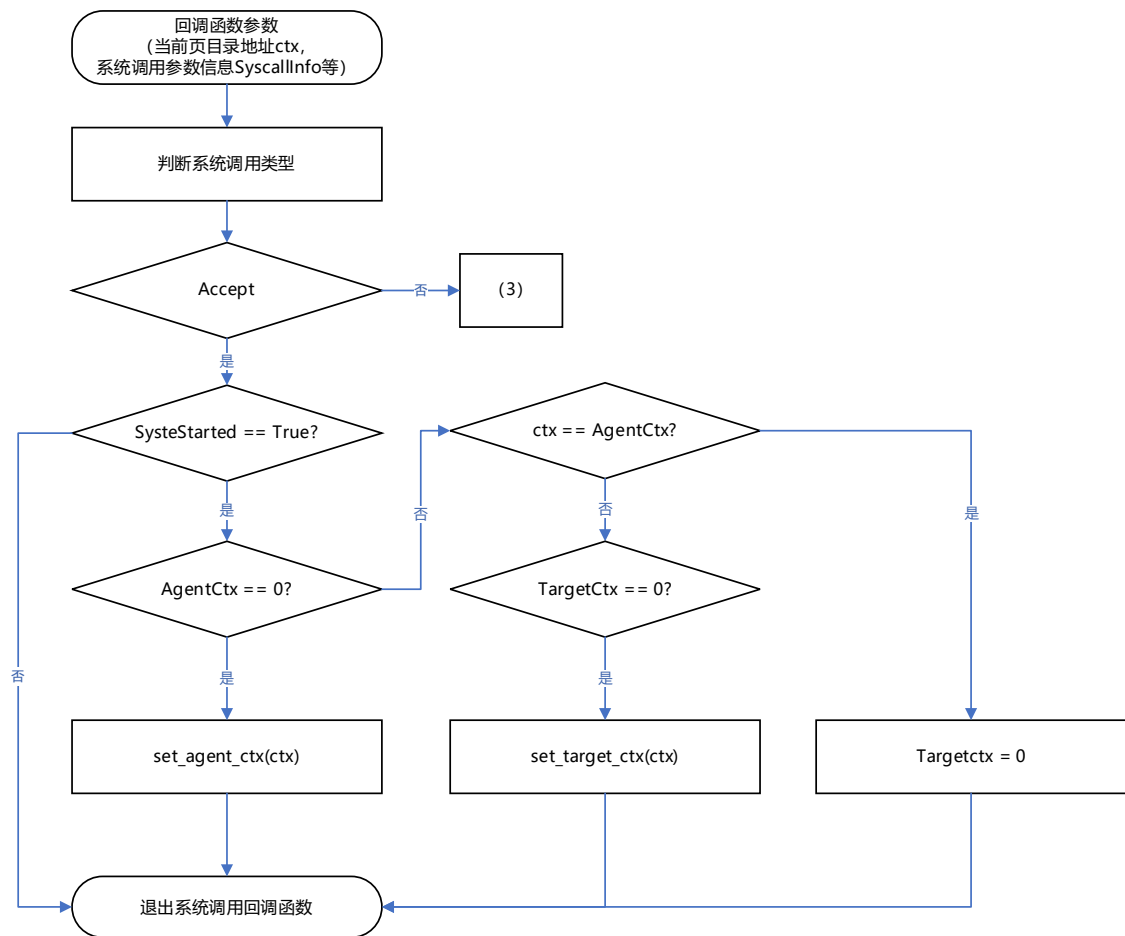 回调函数参数
（当前页目录地址ctx,
系统调用参数信息SyscallInfo等）
判断系统调用类型
Accept
否
（3）
是
SysteStarted == True?
ctx == AgentCtx?
是
否
否
是
AgentCtx == 0?
TargetCtx == 0?
否
是
是
set_agent_ctx(ctx)
set_target_ctx(ctx)
Targetctx = 0
退出系统调用回调函数